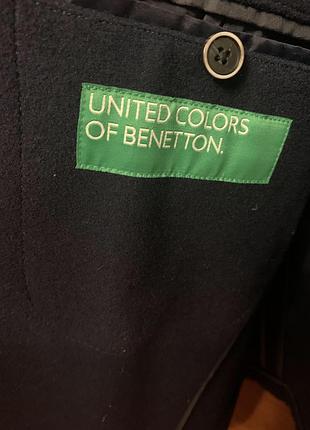 UNITED COLORS
OF BENETTON.